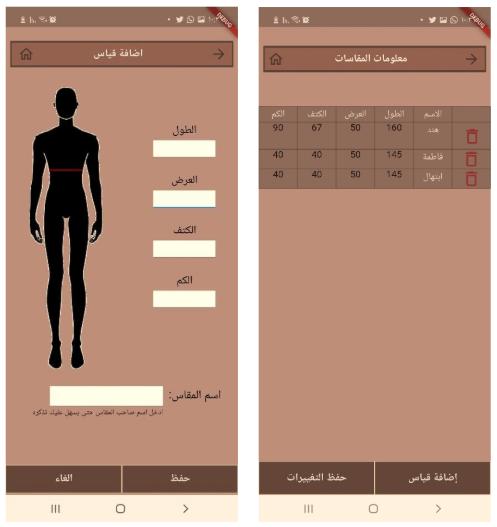 DEBUG
اضافة قياس
الطول
العرض
الكتف
الكم
اسم المقاس:
ادخل اسم صاحب المقاس حتى يسهل عليك تذكره
حفظ
الغاء
DEBUG
معلومات المقاسات
الاسم الطول العرض الكتف الكم
هند 160 50 67 90
فاطمة 145 50 40 40
ابتهال 145 50 40 40
إضافة قياس
حفظ التغييرات